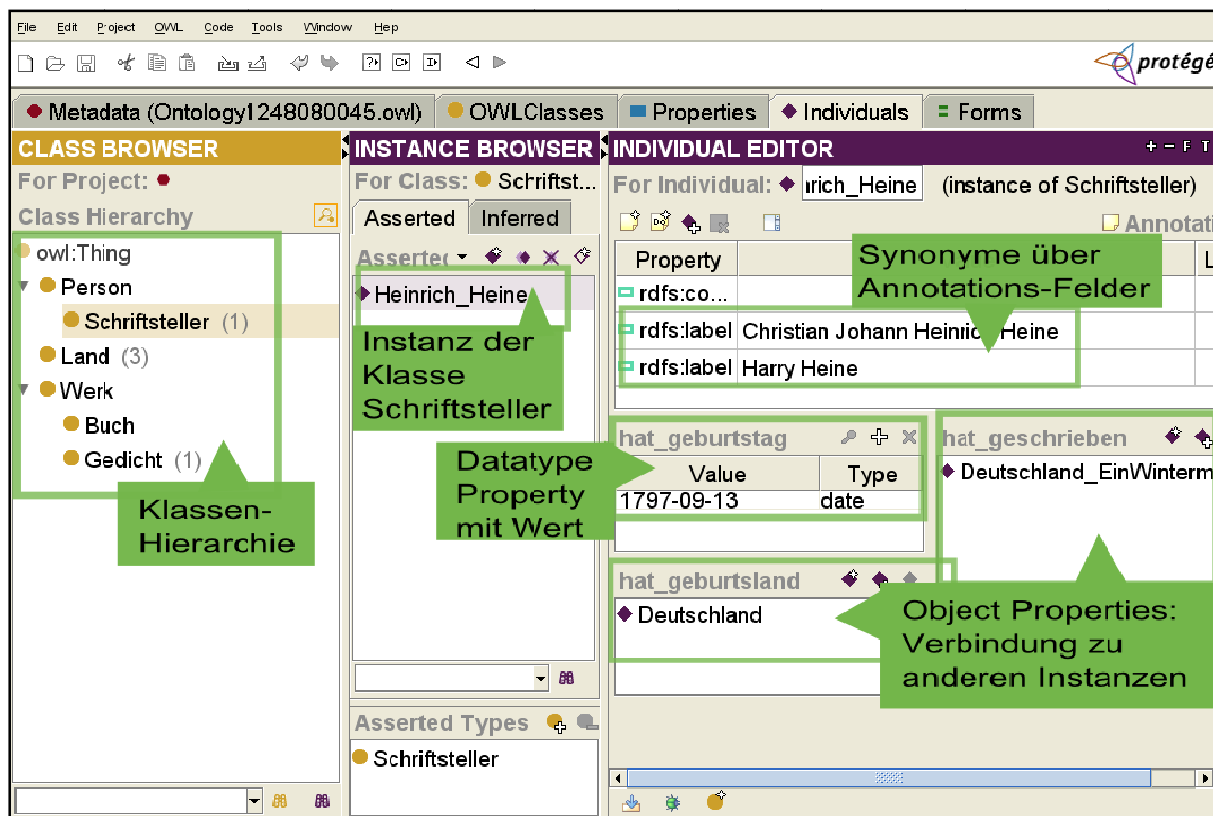 File Edit Project OWL Code Tools Window Help
protégé
Metadata (Ontology1248080045.owl) OWLClasses Properties Individuals Forms
CLASS BROWSER
For Project:
Class Hierarchy
owl:Thing
Person
Schriftsteller (1)
Land (3)
Werk
Buch
Gedicht (1)
Klassen-
Hierarchie
INSTANCE BROWSER
For Class: Schriftst...
Asserted Inferred
Asserted
Heinrich_Heine
Instanz der
Klasse
Schriftsteller
Asserted Types
Schriftsteller
INDIVIDUAL EDITOR + − F T
For Individual: nrich_Heine (instance of Schriftsteller)
Annotati
Property L
Synonyme über
Annotations-Felder
rdfs:co...
rdfs:label Christian Johann Heinrich Heine
rdfs:label Harry Heine
hat_geburtstag
Value Type
1797-09-13 date
Datatype
Property
mit Wert
hat_geschrieben
Deutschland_EinWinterm
hat_geburtsland
Deutschland
Object Properties:
Verbindung zu
anderen Instanzen